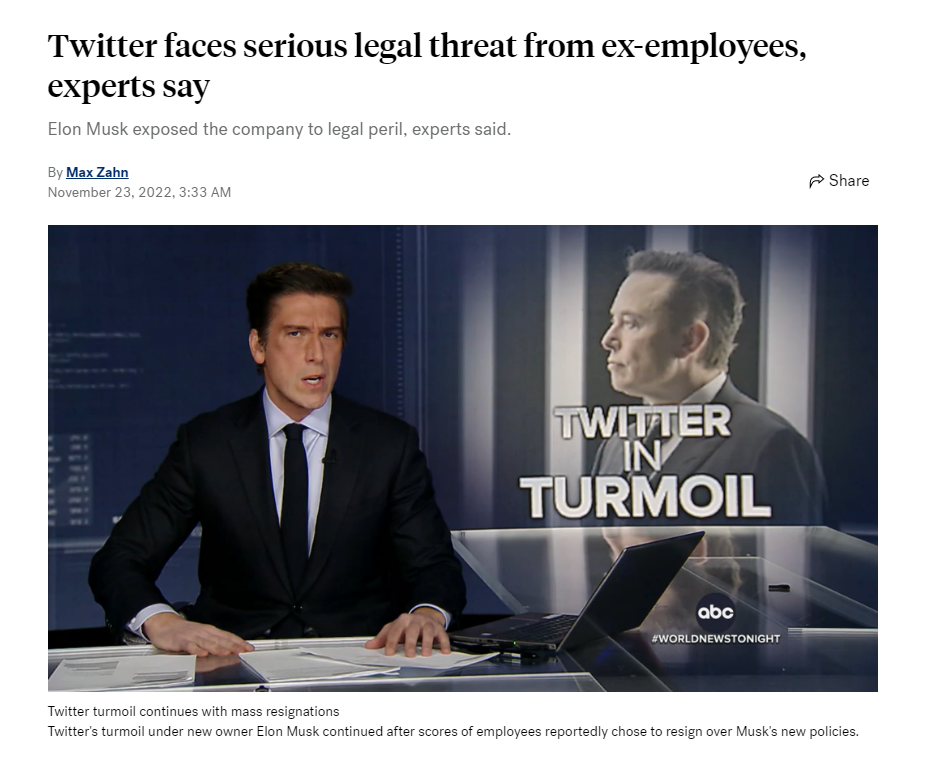 Twitter faces serious legal threat from ex-employees,
experts say
Elon Musk exposed the company to legal peril, experts said.
By Max Zahn
November 23, 2022, 3:33 AM
Share
TWITTER
IN
TURMOIL
abc
#WORLDNEWSTONIGHT
Twitter turmoil continues with mass resignations
Twitter's turmoil under new owner Elon Musk continued after scores of employees reportedly chose to resign over Musk's new policies.